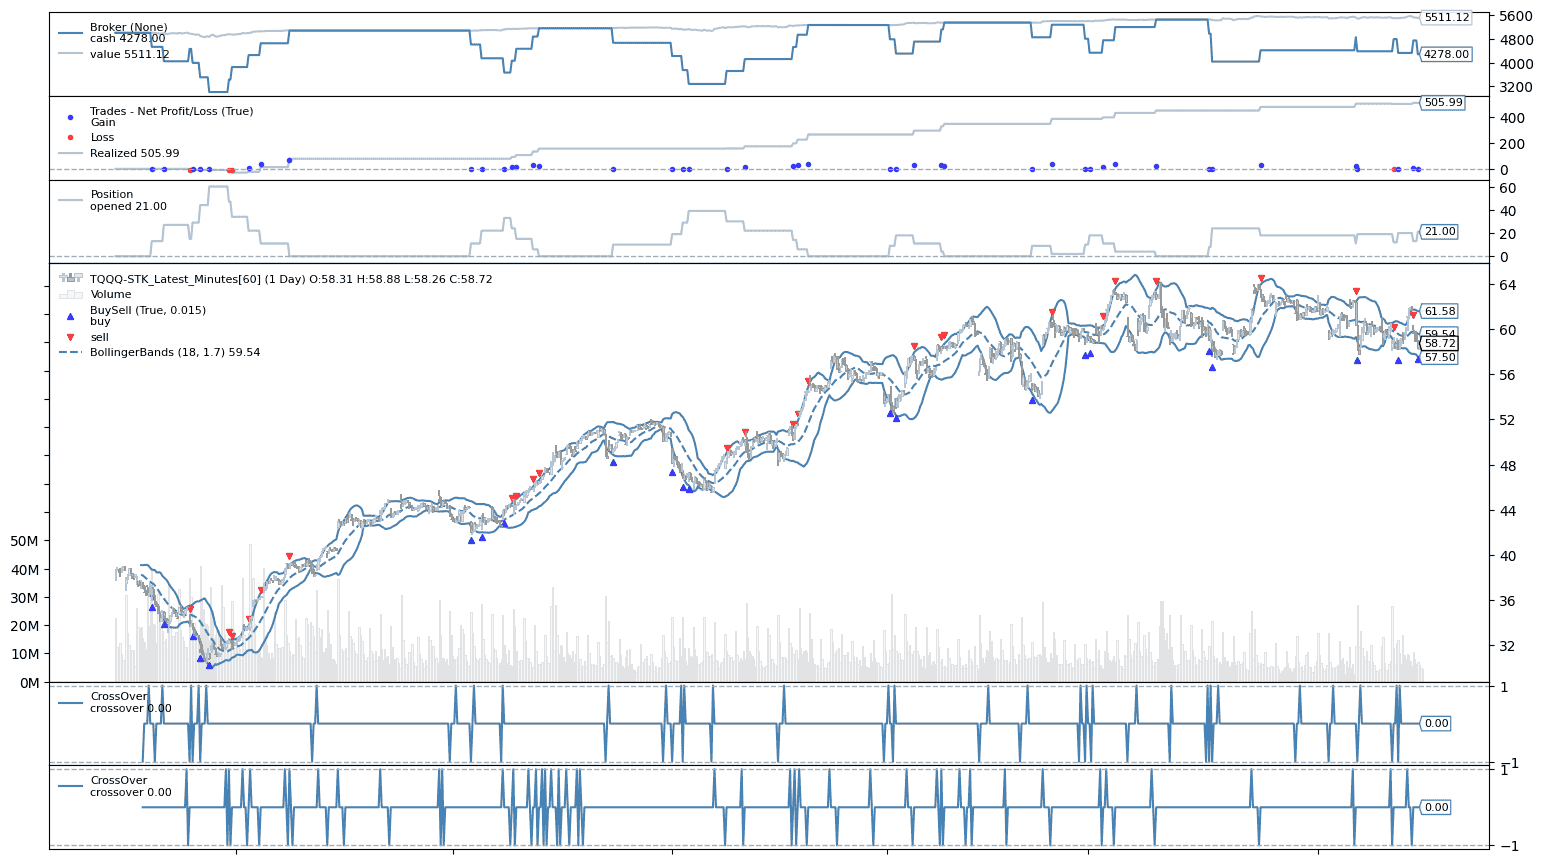 Broker (None)
cash 4278.00
value 5511.12
5600
4800
4000
3200
5511.12
4278.00
Trades - Net Profit/Loss (True)
Gain
Loss
Realized 505.99
505.99
400
200
0
Position
opened 21.00
60
40
20
0
21.00
TQQQ-STK_Latest_Minutes[60] (1 Day) O:58.31 H:58.88 L:58.26 C:58.72
Volume
BuySell (True, 0.015)
buy
sell
BollingerBands (18, 1.7) 59.54
64
60
56
52
48
44
40
36
32
61.58
59.54
58.72
57.50
50M
40M
30M
20M
10M
0M
CrossOver
crossover 0.00
1
0.00
−1
CrossOver
crossover 0.00
1
0.00
−1